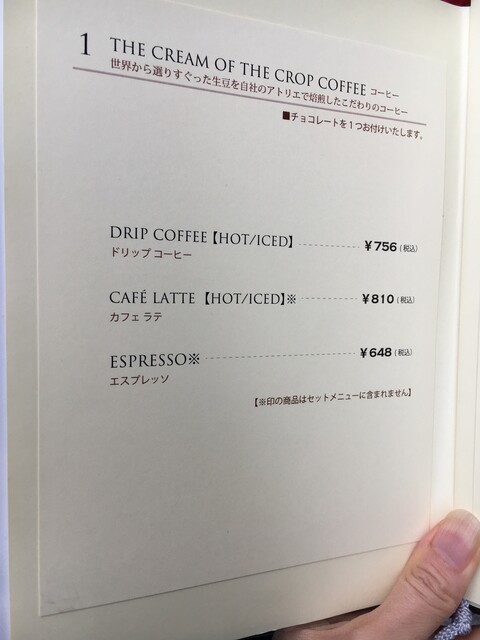 1 THE CREAM OF THE CROP COFFEE コーヒー
世界から選りすぐった生豆を自社のアトリエで焙煎したこだわりのコーヒー
■チョコレートを1つお付けいたします。
DRIP COFFEE【HOT/ICED】 ¥756(税込)
ドリップ コーヒー
CAFÉ LATTE【HOT/ICED】※ ¥810(税込)
カフェ ラテ
ESPRESSO※ ¥648(税込)
エスプレッソ
【※印の商品はセットメニューに含まれません】